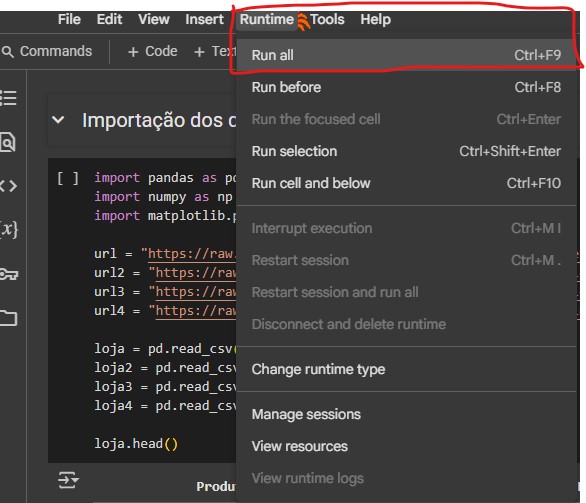 File Edit View Insert Runtime Tools Help
Commands + Code + Text
Run all Ctrl+F9
Run before Ctrl+F8
Run the focused cell Ctrl+Enter
Run selection Ctrl+Shift+Enter
Run cell and below Ctrl+F10
Interrupt execution Ctrl+M I
Restart session Ctrl+M .
Restart session and run all
Disconnect and delete runtime
Change runtime type
Manage sessions
View resources
View runtime logs
Importação dos d
[ ] import pandas as pd
import numpy as np
import matplotlib.p
url = "https://raw.
url2 = "https://raw
url3 = "https://raw
url4 = "https://raw
loja = pd.read_csv(
loja2 = pd.read_csv
loja3 = pd.read_csv
loja4 = pd.read_csv
loja.head()
Produ